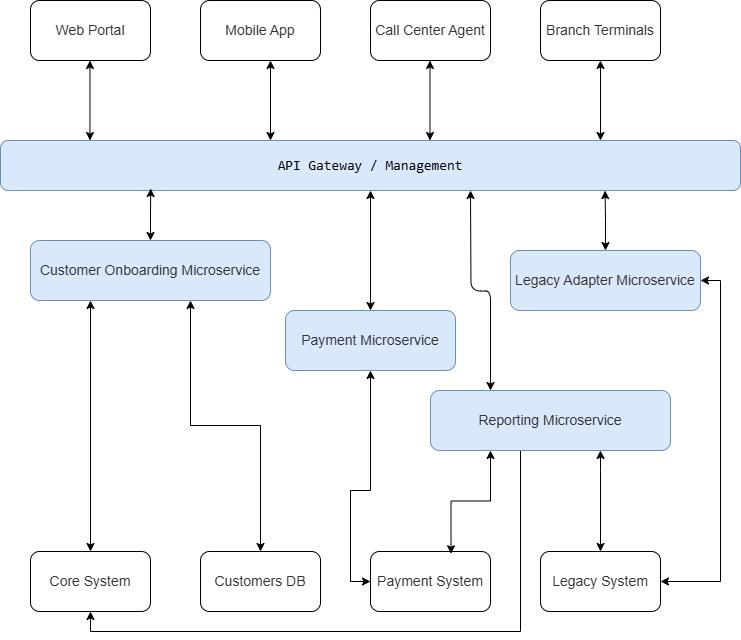 Web Portal
Mobile App
Call Center Agent
Branch Terminals
API Gateway / Management
Customer Onboarding Microservice
Legacy Adapter Microservice
Payment Microservice
Reporting Microservice
Core System
Customers DB
Payment System
Legacy System